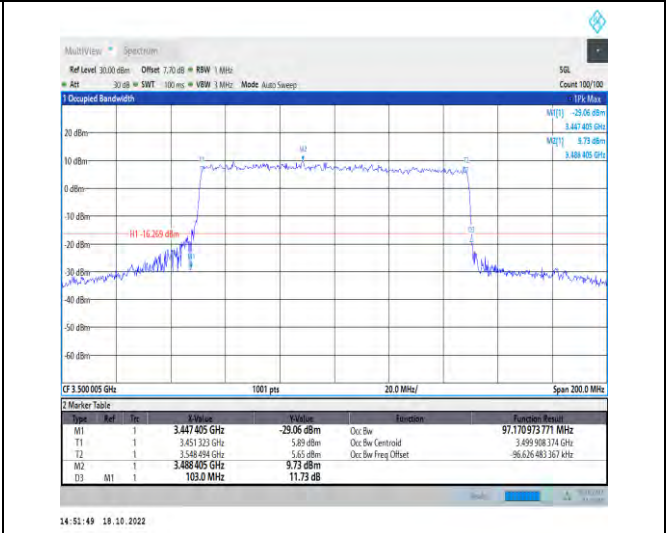 MultiView Spectrum
Ref Level 30.00 dBm Offset 7.70 dB RBW 1 MHz SGL
Att 30 dB SWT 100 ms VBW 3 MHz Mode Auto Sweep Count 100/100
1 Occupied Bandwidth 1Pk Max
M1[1] -29.06 dBm
3.447 405 GHz
M2[1] 9.73 dBm
3.488 405 GHz
20 dBm
M2
10 dBm
T1
0 dBm
-10 dBm
H1 -16.269 dBm
-20 dBm
-30 dBm
-40 dBm
-50 dBm
-60 dBm
CF 3.500 005 GHz 1001 pts 20.0 MHz/ Span 200.0 MHz
2 Marker Table
Type Ref Trc X-Value Y-Value Function Function Result
M1 1 3.447 405 GHz -29.06 dBm Occ Bw 97.170 973 771 MHz
T1 1 3.451 323 GHz 5.89 dBm Occ Bw Centroid 3.499 908 374 GHz
T2 1 3.548 494 GHz 5.65 dBm Occ Bw Freq Offset -96.626 483 367 kHz
M2 1 3.488 405 GHz 9.73 dBm
D3 M1 1 103.0 MHz 11.73 dB
14:51:49 18.10.2022